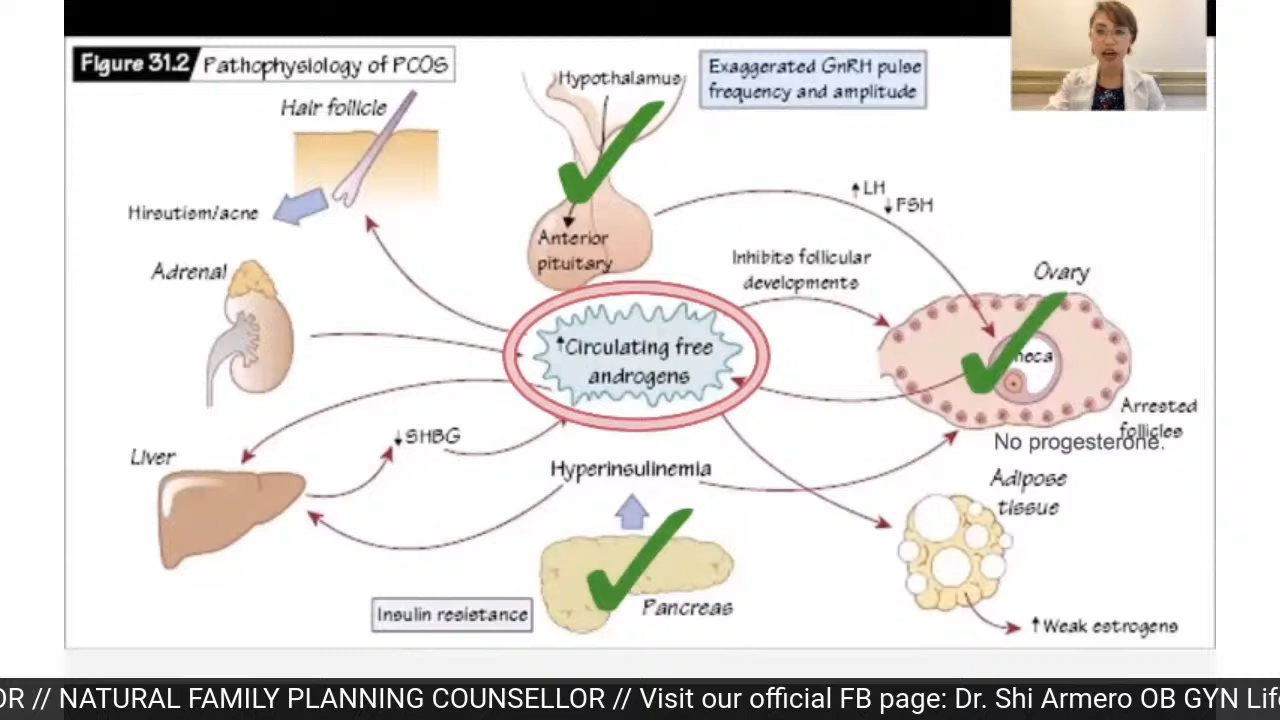 Figure 31.2 Pathophysiology of PCOS
Hypothalamus
Exaggerated GnRH pulse
frequency and amplitude
Hair follicle
Hirsutism/acne
↑LH
↓FSH
Anterior
pituitary
Inhibits follicular
developments
Adrenal
Ovary
↑Circulating free
androgens
Arrested
follicles
No progesterone.
Liver
↓SHBG
Hyperinsulinemia
Adipose
tissue
Insulin resistance
Pancreas
↑Weak estrogens
OR // NATURAL FAMILY PLANNING COUNSELLOR // Visit our official FB page: Dr. Shi Armero OB GYN